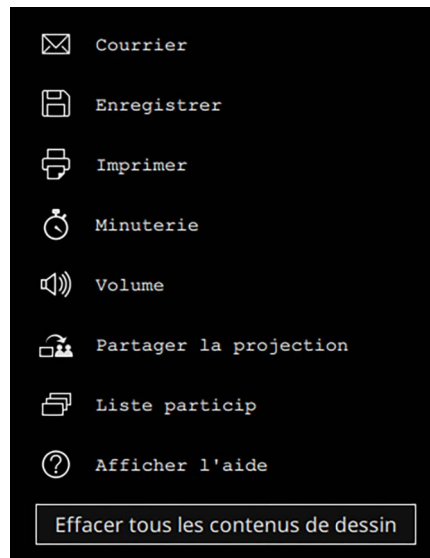 Courrier
Enregistrer
Imprimer
Minuterie
Volume
Partager la projection
Liste particip
Afficher l'aide
Effacer tous les contenus de dessin